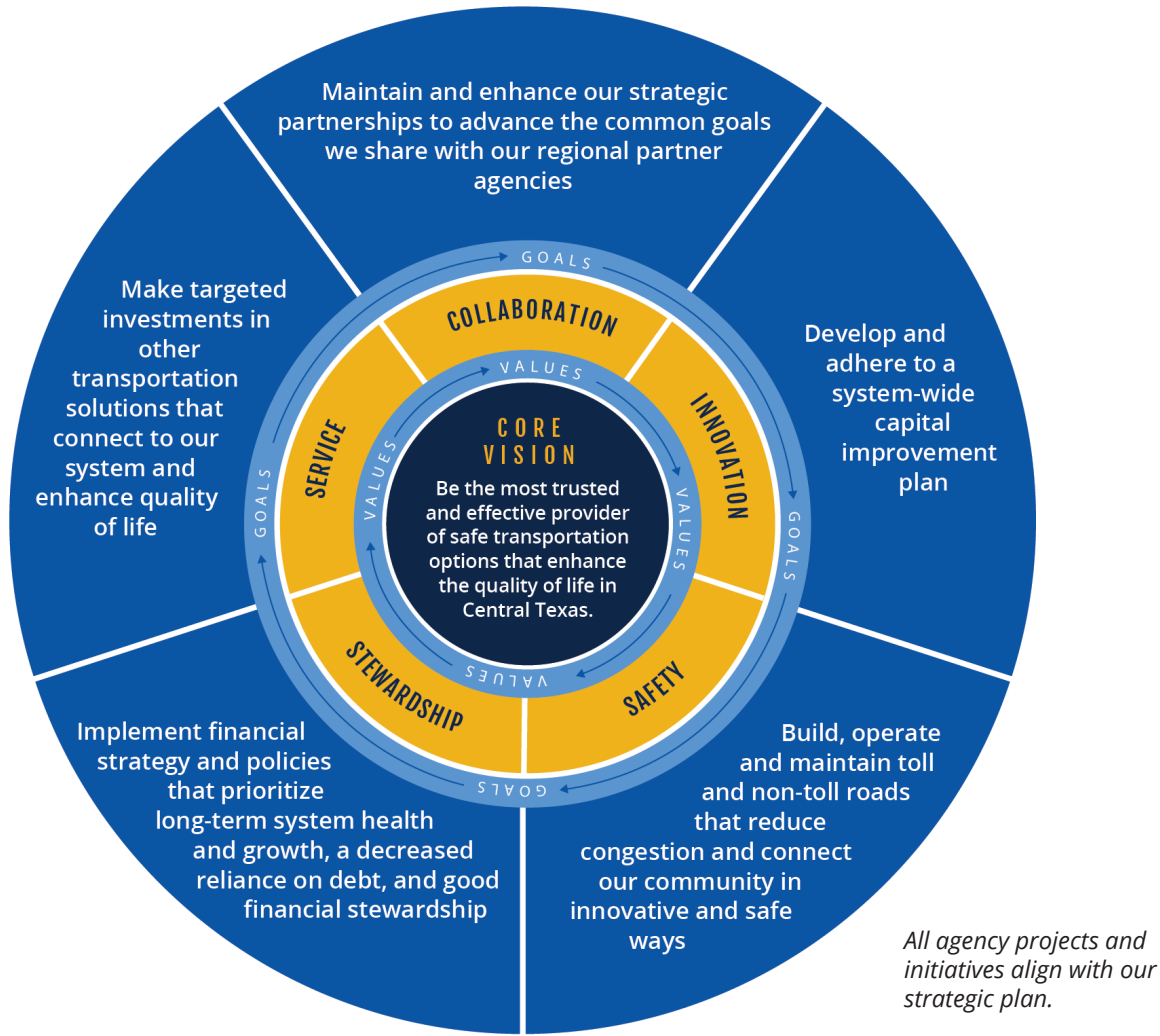 Maintain and enhance our strategic
partnerships to advance the common goals
we share with our regional partner
agencies
Make targeted
investments in
other
transportation
solutions that
connect to our
system and
enhance quality
of life
Develop and
adhere to a
system-wide
capital
improvement
plan
Implement financial
strategy and policies
that prioritize
long-term system health
and growth, a decreased
reliance on debt, and good
financial stewardship
Build, operate
and maintain toll
and non-toll roads
that reduce
congestion and connect
our community in
innovative and safe
ways
GOALS
GOALS
GOALS
GOALS
COLLABORATION
INNOVATION
SAFETY
STEWARDSHIP
SERVICE
VALUES
VALUES
VALUES
VALUES
CORE
VISION
Be the most trusted
and effective provider
of safe transportation
options that enhance
the quality of life in
Central Texas.
All agency projects and
initiatives align with our
strategic plan.